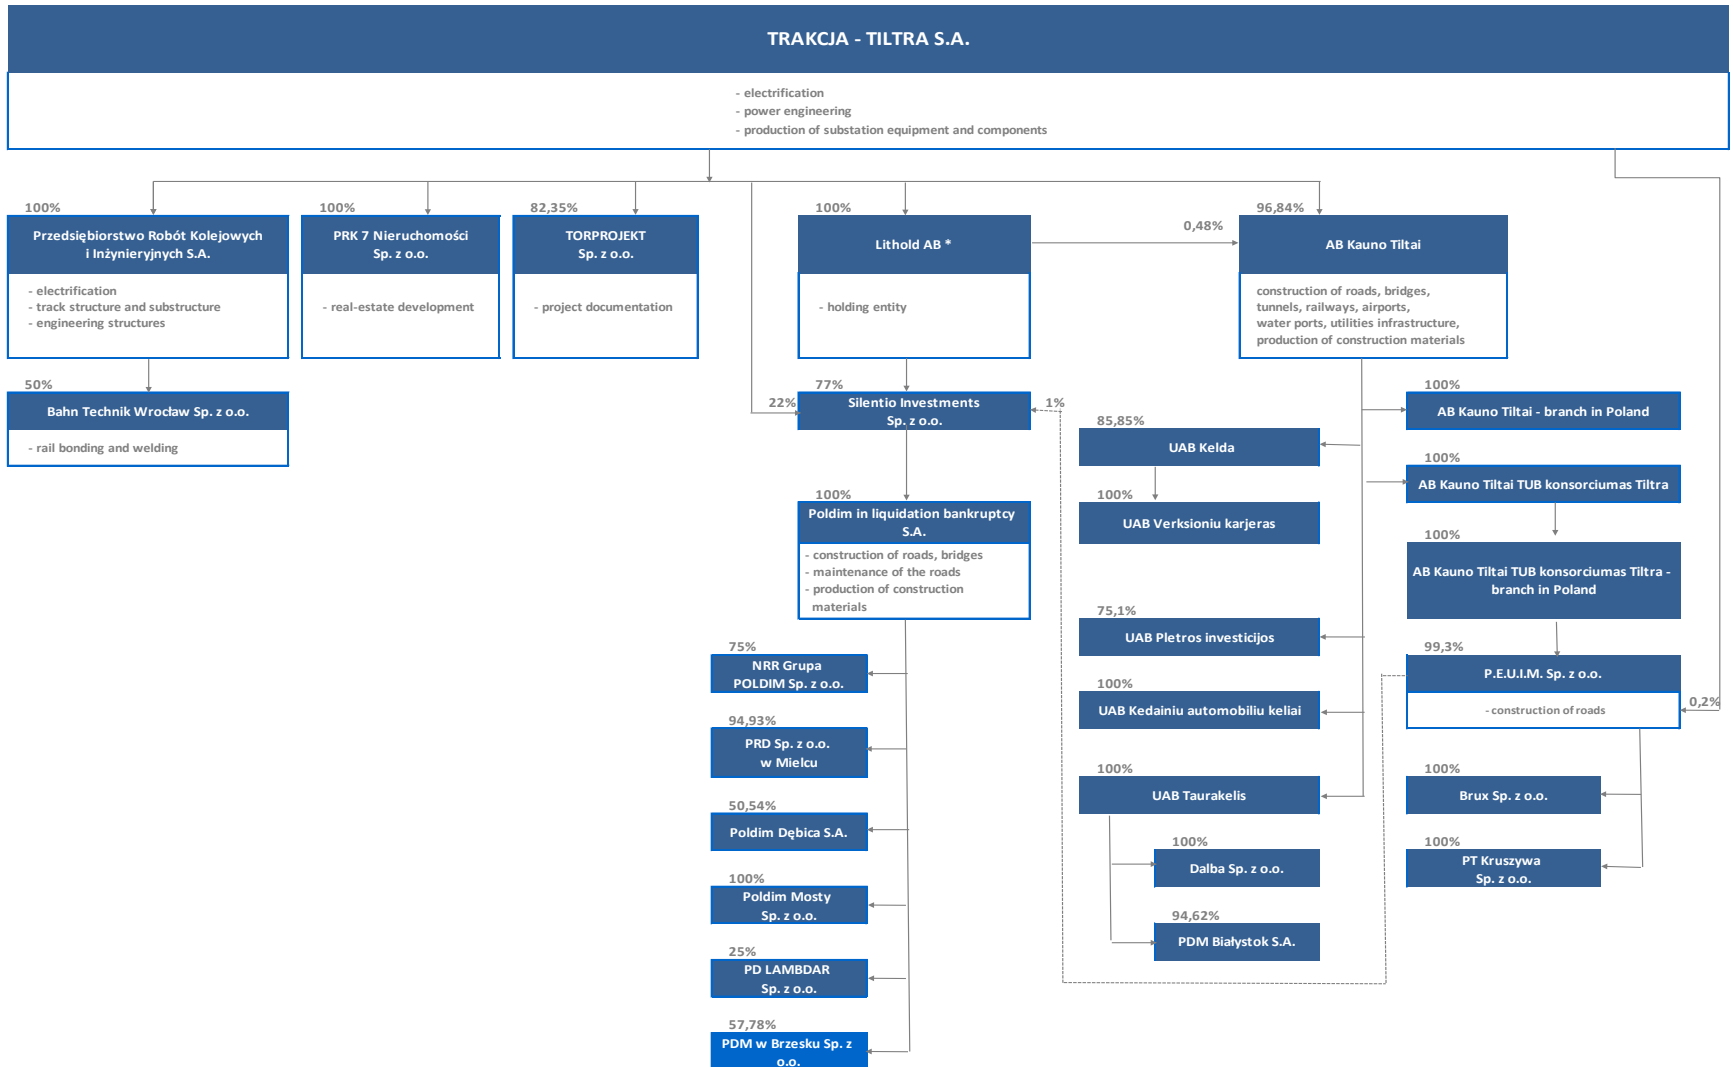 TRAKCJA - TILTRA S.A.
- electrification
- power engineering
- production of substation equipment and components
100%
Przedsiębiorstwo Robót Kolejowych
i Inżynieryjnych S.A.
- electrification
- track structure and substructure
- engineering structures
100%
PRK 7 Nieruchomości
Sp. z o.o.
- real-estate development
82,35%
TORPROJEKT
Sp. z o.o.
- project documentation
100%
Lithold AB *
- holding entity
0,48%
96,84%
AB Kauno Tiltai
construction of roads, bridges,
tunnels, railways, airports,
water ports, utilities infrastructure,
production of construction materials
50%
Bahn Technik Wrocław Sp. z o.o.
- rail bonding and welding
22%
77%
Silentio Investments
Sp. z o.o.
1%
100%
Poldim in liquidation bankruptcy
S.A.
- construction of roads, bridges
- maintenance of the roads
- production of construction
materials
75%
NRR Grupa
POLDIM Sp. z o.o.
94,93%
PRD Sp. z o.o.
w Mielcu
50,54%
Poldim Dębica S.A.
100%
Poldim Mosty
Sp. z o.o.
25%
PD LAMBDAR
Sp. z o.o.
57,78%
PDM w Brzesku Sp. z
o.o.
85,85%
UAB Kelda
100%
UAB Verksioniu karjeras
75,1%
UAB Pletros investicijos
100%
UAB Kedainiu automobiliu keliai
100%
UAB Taurakelis
100%
Dalba Sp. z o.o.
94,62%
PDM Białystok S.A.
100%
AB Kauno Tiltai - branch in Poland
100%
AB Kauno Tiltai TUB konsorciumas Tiltra
100%
AB Kauno Tiltai TUB konsorciumas Tiltra -
branch in Poland
99,3%
P.E.U.I.M. Sp. z o.o.
- construction of roads
0,2%
100%
Brux Sp. z o.o.
100%
PT Kruszywa
Sp. z o.o.